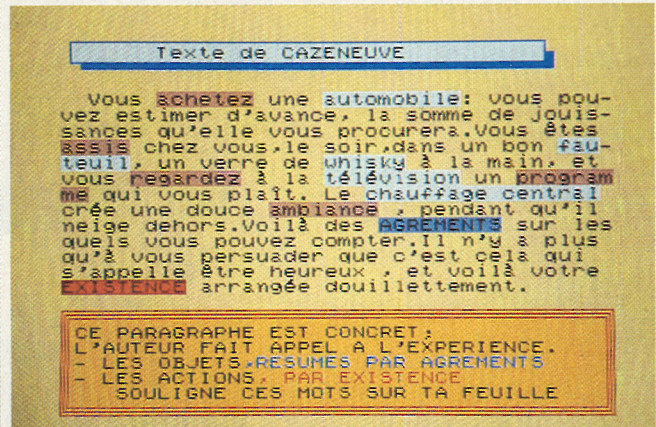 Texte de CAZENEUVE
Vous achetez une automobile: vous pou-
vez estimer d'avance, la somme de jouis-
sances qu'elle vous procurera.Vous êtes
assis chez vous,le soir,dans un bon fau-
teuil, un verre de whisky à la main, et
vous regardez à la télévision un program
me qui vous plaît. Le chauffage central
crée une douce ambiance , pendant qu'il
neige dehors.Voilà des AGREMENTS sur les
quels vous pouvez compter.Il n'y a plus
qu'à vous persuader que c'est cela qui
s'appelle être heureux , et voilà votre
EXISTENCE arrangée douillettement.
CE PARAGRAPHE EST CONCRET;
L'AUTEUR FAIT APPEL A L'EXPERIENCE.
- LES OBJETS,RESUMES PAR AGREMENTS
- LES ACTIONS, PAR EXISTENCE
SOULIGNE CES MOTS SUR TA FEUILLE